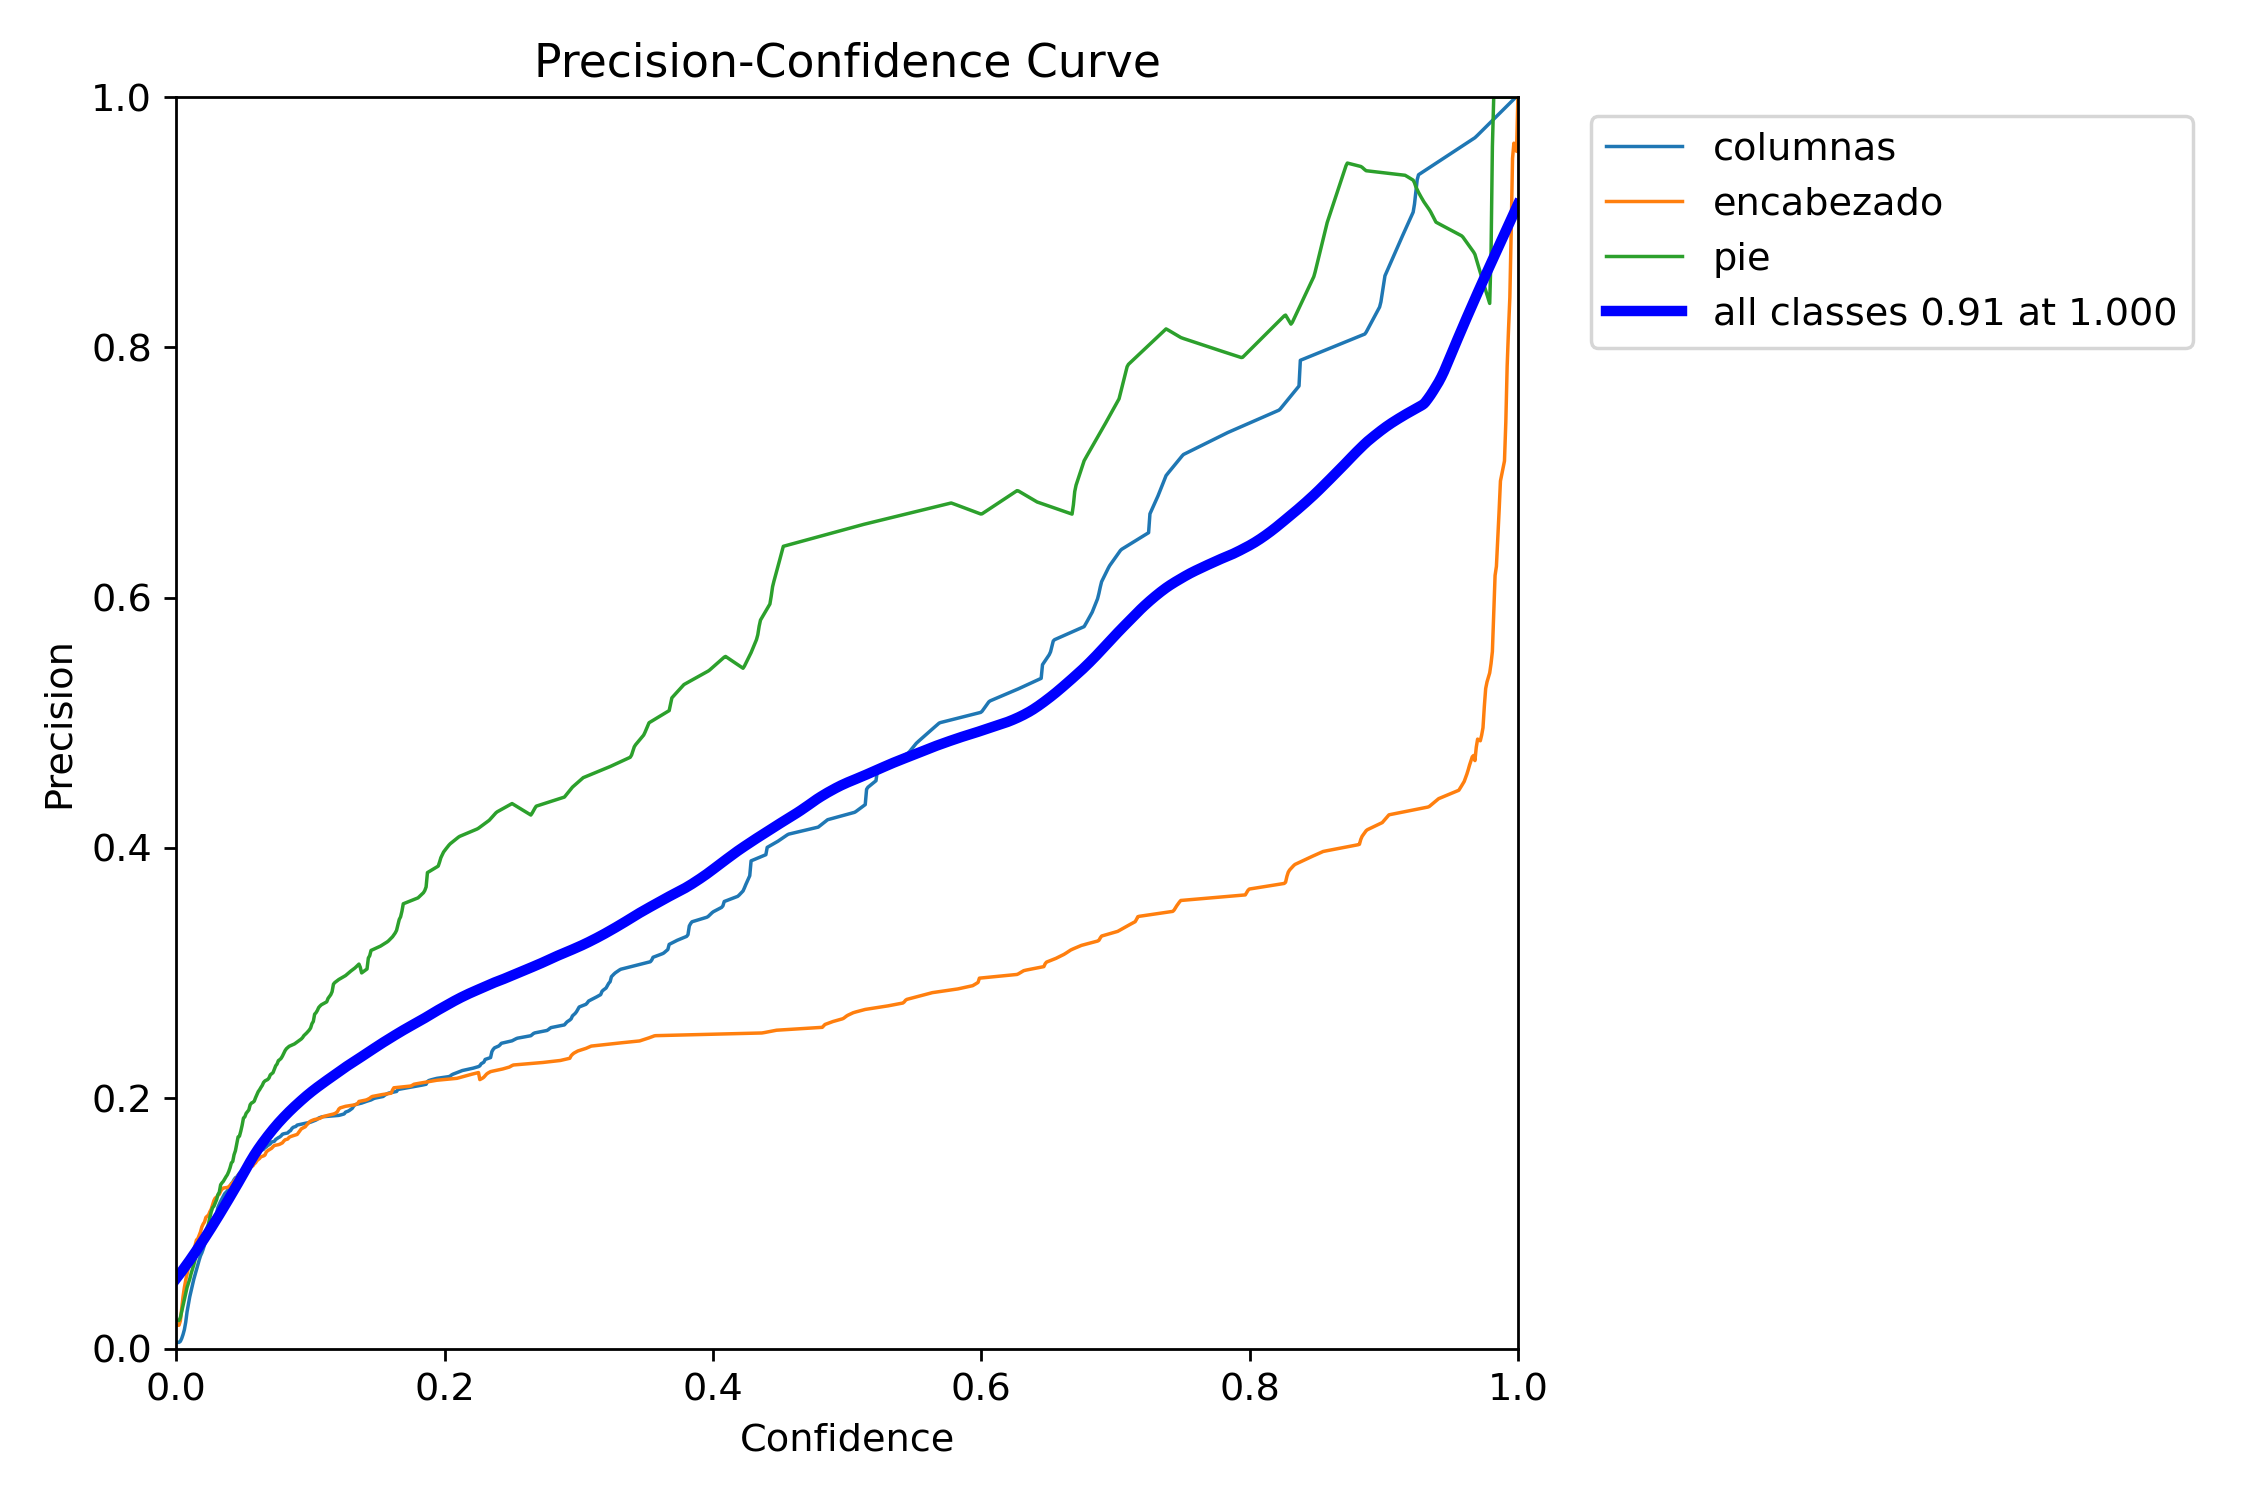 Precision-Confidence Curve
columnas
encabezado
pie
all classes 0.91 at 1.000
Precision
1.0
0.8
0.6
0.4
0.2
0.0
0.0 0.2 0.4 0.6 0.8 1.0
Confidence